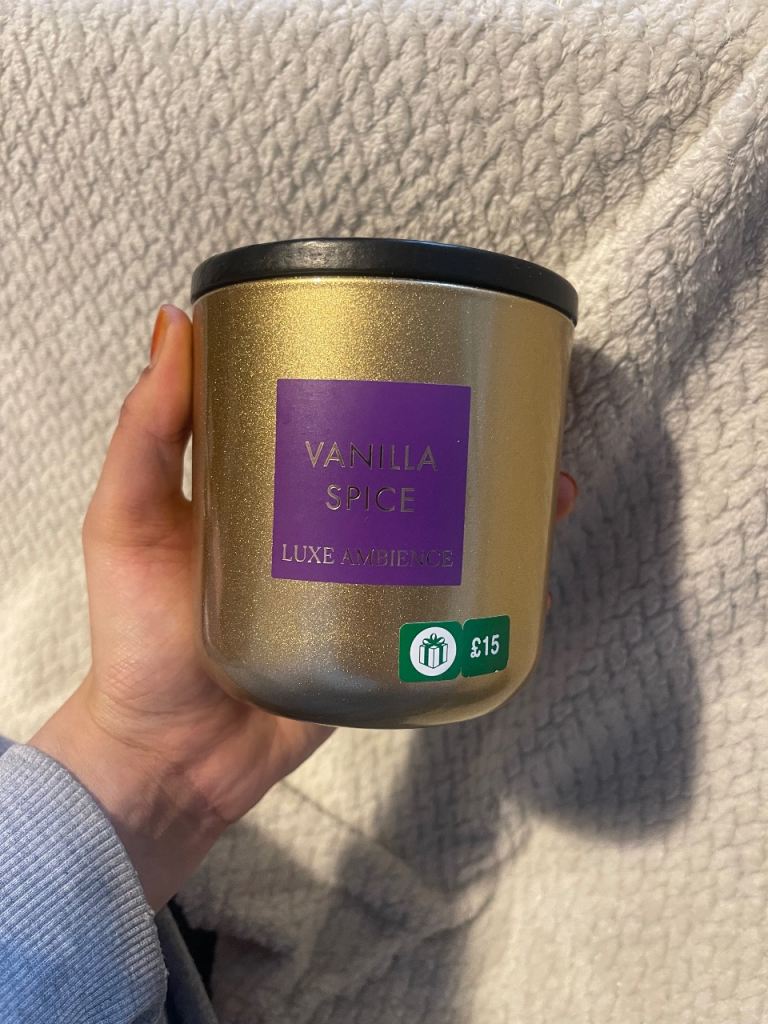 VANILLA
SPICE
LUXE AMBIENCE
£15